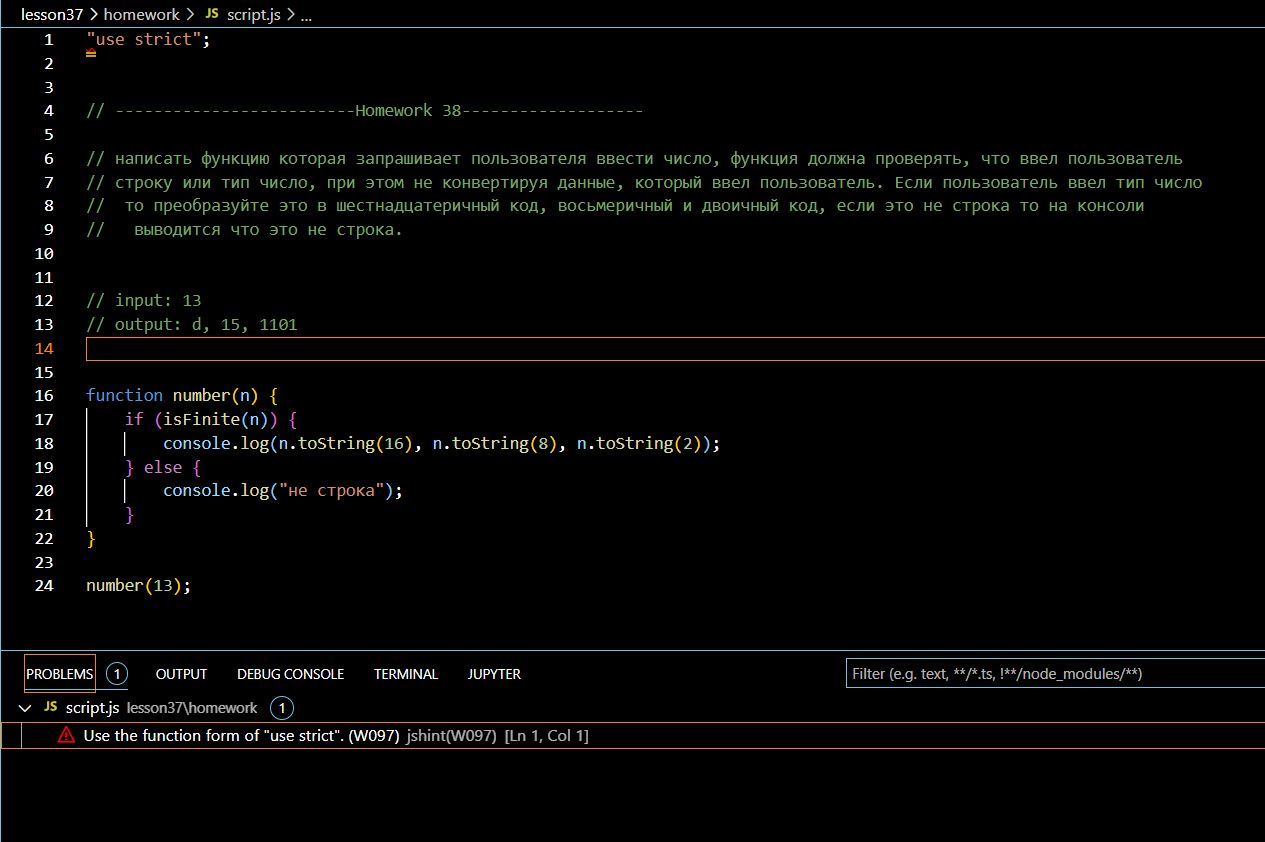 lesson37 > homework > JS script.js > ...
1 "use strict";
2
3
4 // -------------------------Homework 38-------------------
5
6 // написать функцию которая запрашивает пользователя ввести число, функция должна проверять, что ввел пользователь
7 // строку или тип число, при этом не конвертируя данные, который ввел пользователь. Если пользователь ввел тип число
8 //  то преобразуйте это в шестнадцатеричный код, восьмеричный и двоичный код, если это не строка то на консоли
9 //   выводится что это не строка.
10
11
12 // input: 13
13 // output: d, 15, 1101
14
15
16 function number(n) {
17     if (isFinite(n)) {
18         console.log(n.toString(16), n.toString(8), n.toString(2));
19     } else {
20         console.log("не строка");
21     }
22 }
23
24 number(13);
PROBLEMS 1 OUTPUT DEBUG CONSOLE TERMINAL JUPYTER Filter (e.g. text, **/*.ts, !**/node_modules/**)
JS script.js lesson37\homework 1
Use the function form of "use strict". (W097) jshint(W097) [Ln 1, Col 1]